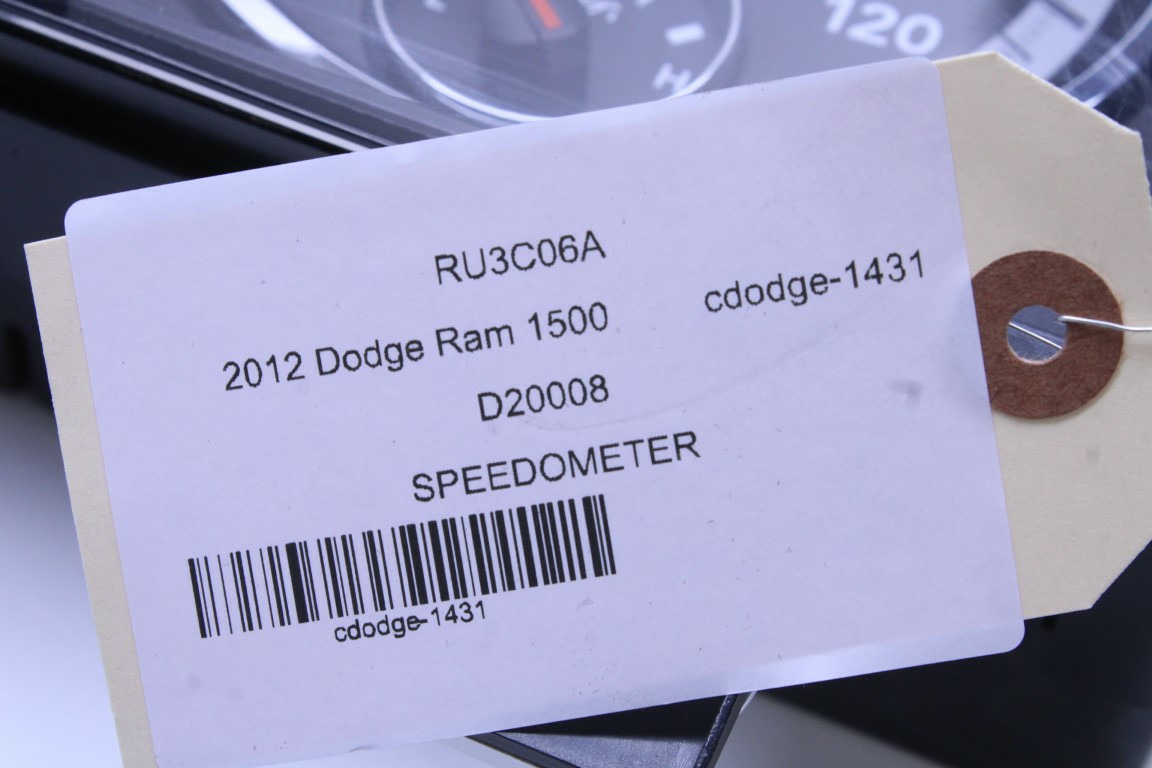 120
H
RU3C06A
cdodge-1431
2012 Dodge Ram 1500
D20008
SPEEDOMETER
cdodge-1431